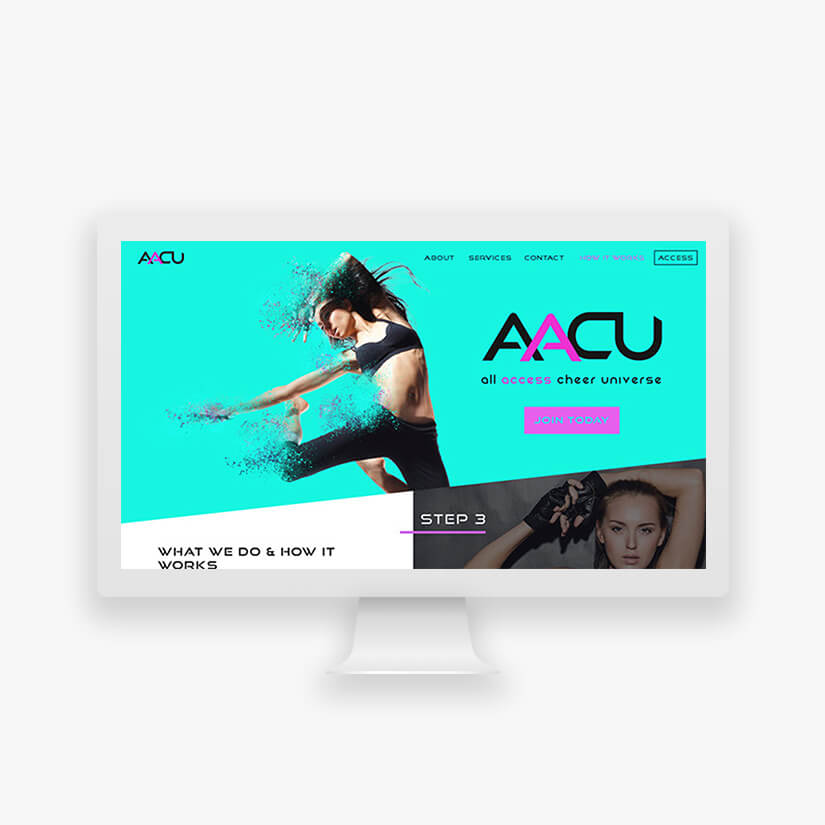 AACU
ABOUT SERVICES CONTACT HOW IT WORKS ACCESS
AACU
all access cheer universe
JOIN TODAY
STEP 3
WHAT WE DO & HOW IT
WORKS